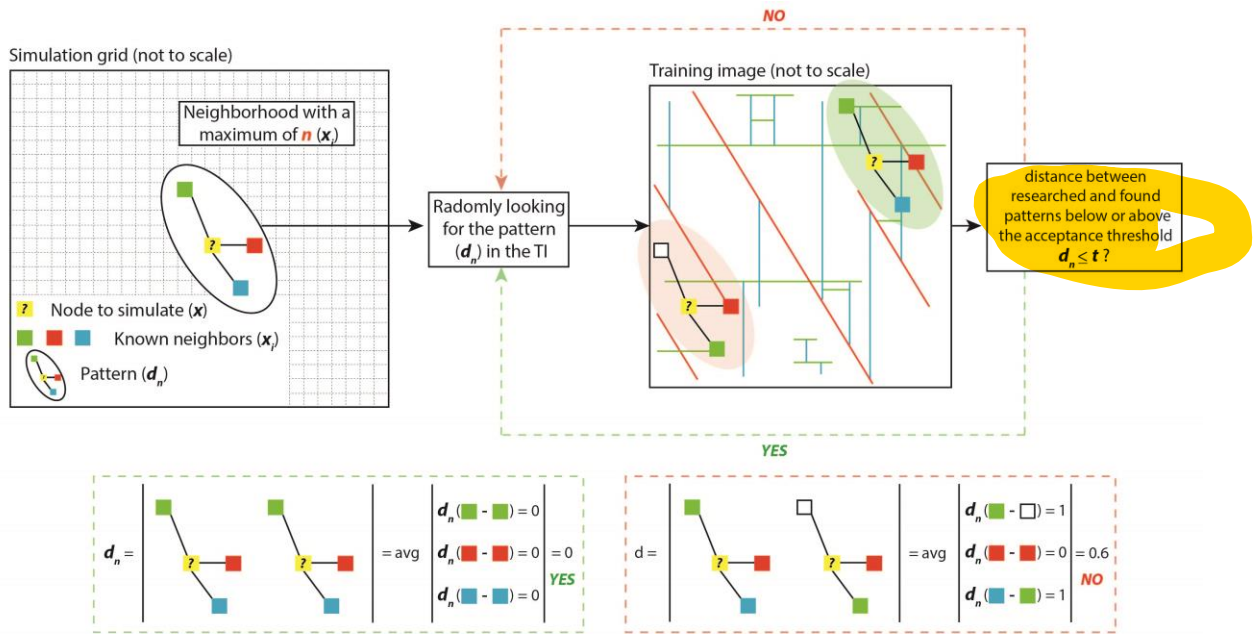 NO
Simulation grid (not to scale)
Neighborhood with a
maximum of n (xi)
?
? Node to simulate (x)
Known neighbors (xi)
Pattern (dn)
Radomly looking
for the pattern
(dn) in the TI
Training image (not to scale)
?
?
distance between
researched and found
patterns below or above
the acceptance threshold
dn ≤ t ?
YES
dn = ? ? = avg
dn( - ) = 0
dn( - ) = 0 = 0
YES
dn( - ) = 0
d = ? ? = avg
dn( - ) = 1
dn( - ) = 0 = 0.6
NO
dn( - ) = 1